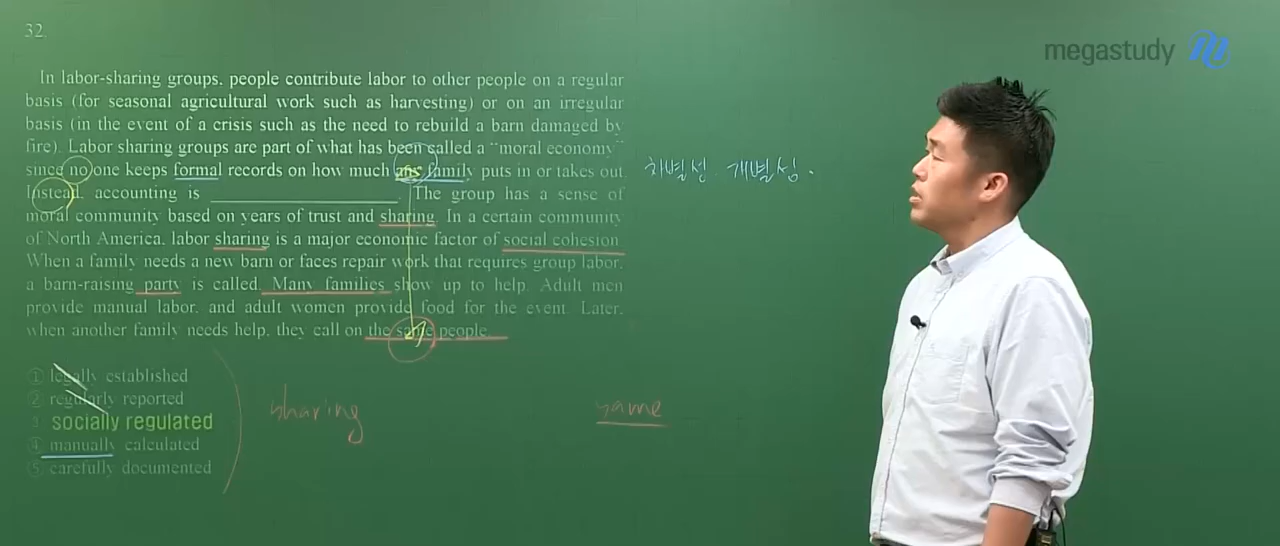 32.
megastudy
In labor-sharing groups, people contribute labor to other people on a regular
basis (for seasonal agricultural work such as harvesting) or on an irregular
basis (in the event of a crisis such as the need to rebuild a barn damaged by
fire). Labor sharing groups are part of what has been called a "moral economy"
since no one keeps formal records on how much any family puts in or takes out.
차별성. 개별성.
Instead, accounting is ____________. The group has a sense of
moral community based on years of trust and sharing. In a certain community
of North America, labor sharing is a major economic factor of social cohesion
When a family needs a new barn or faces repair work that requires group labor,
a barn-raising party is called. Many families show up to help. Adult men
provide manual labor, and adult women provide food for the event. Later,
when another family needs help, they call on the same people.
① legally established
② regularly reported
③ socially regulated
④ manually calculated
⑤ carefully documented
sharing
same